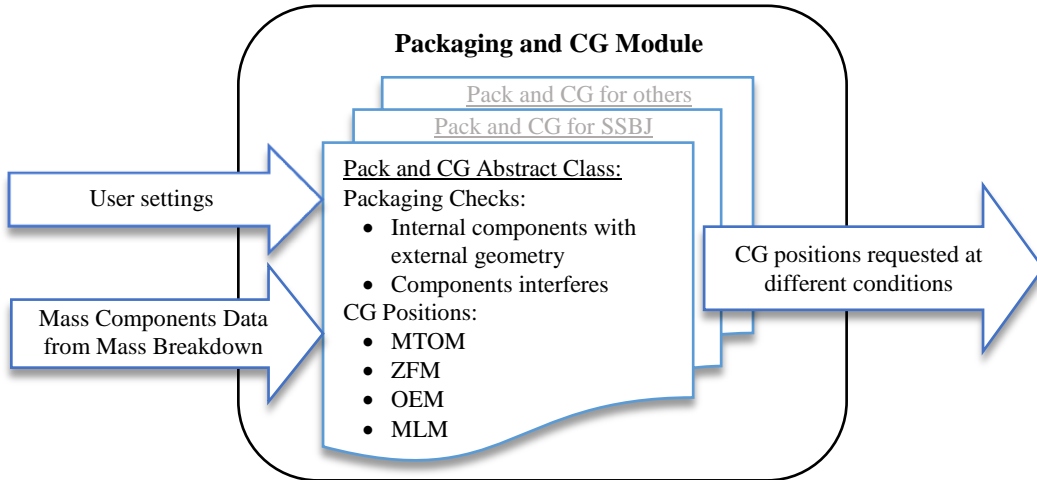 Packaging and CG Module
Pack and CG for others
Pack and CG for SSBJ
Pack and CG Abstract Class:
Packaging Checks:
• Internal components with
external geometry
• Components interferes
CG Positions:
• MTOM
• ZFM
• OEM
• MLM
User settings
Mass Components Data
from Mass Breakdown
CG positions requested at
different conditions